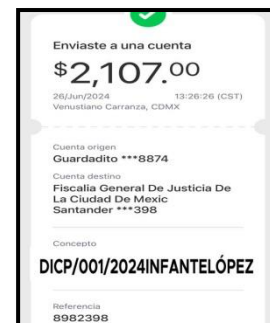 Enviaste a una cuenta
$2,107.00
26/Jun/2024 13:26:26 (CST)
Venustiano Carranza, CDMX
Cuenta origen
Guardadito ***8874
Cuenta destino
Fiscalia General De Justicia De
La Ciudad De Mexic
Santander ***398
Concepto
DICP/001/2024INFANTELÓPEZ
Referencia
8982398